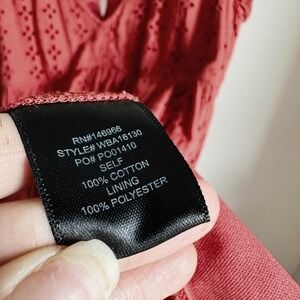 RN#146966
STYLE# WBA16130
PO# PO01410
SELF
100% COTTON
LINING
100% POLYESTER